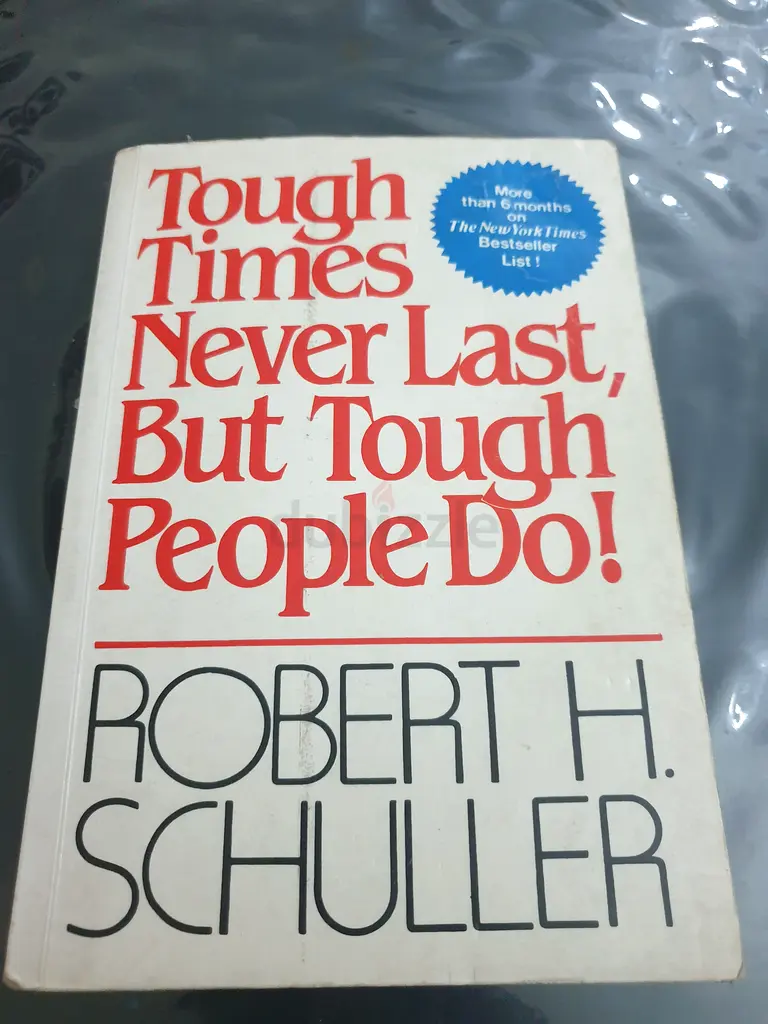 Tough
Times
Never Last,
But Tough
People Do!
More
than 6 months
on
The New York Times
Bestseller
List!
dubizzle
ROBERT H.
SCHULLER